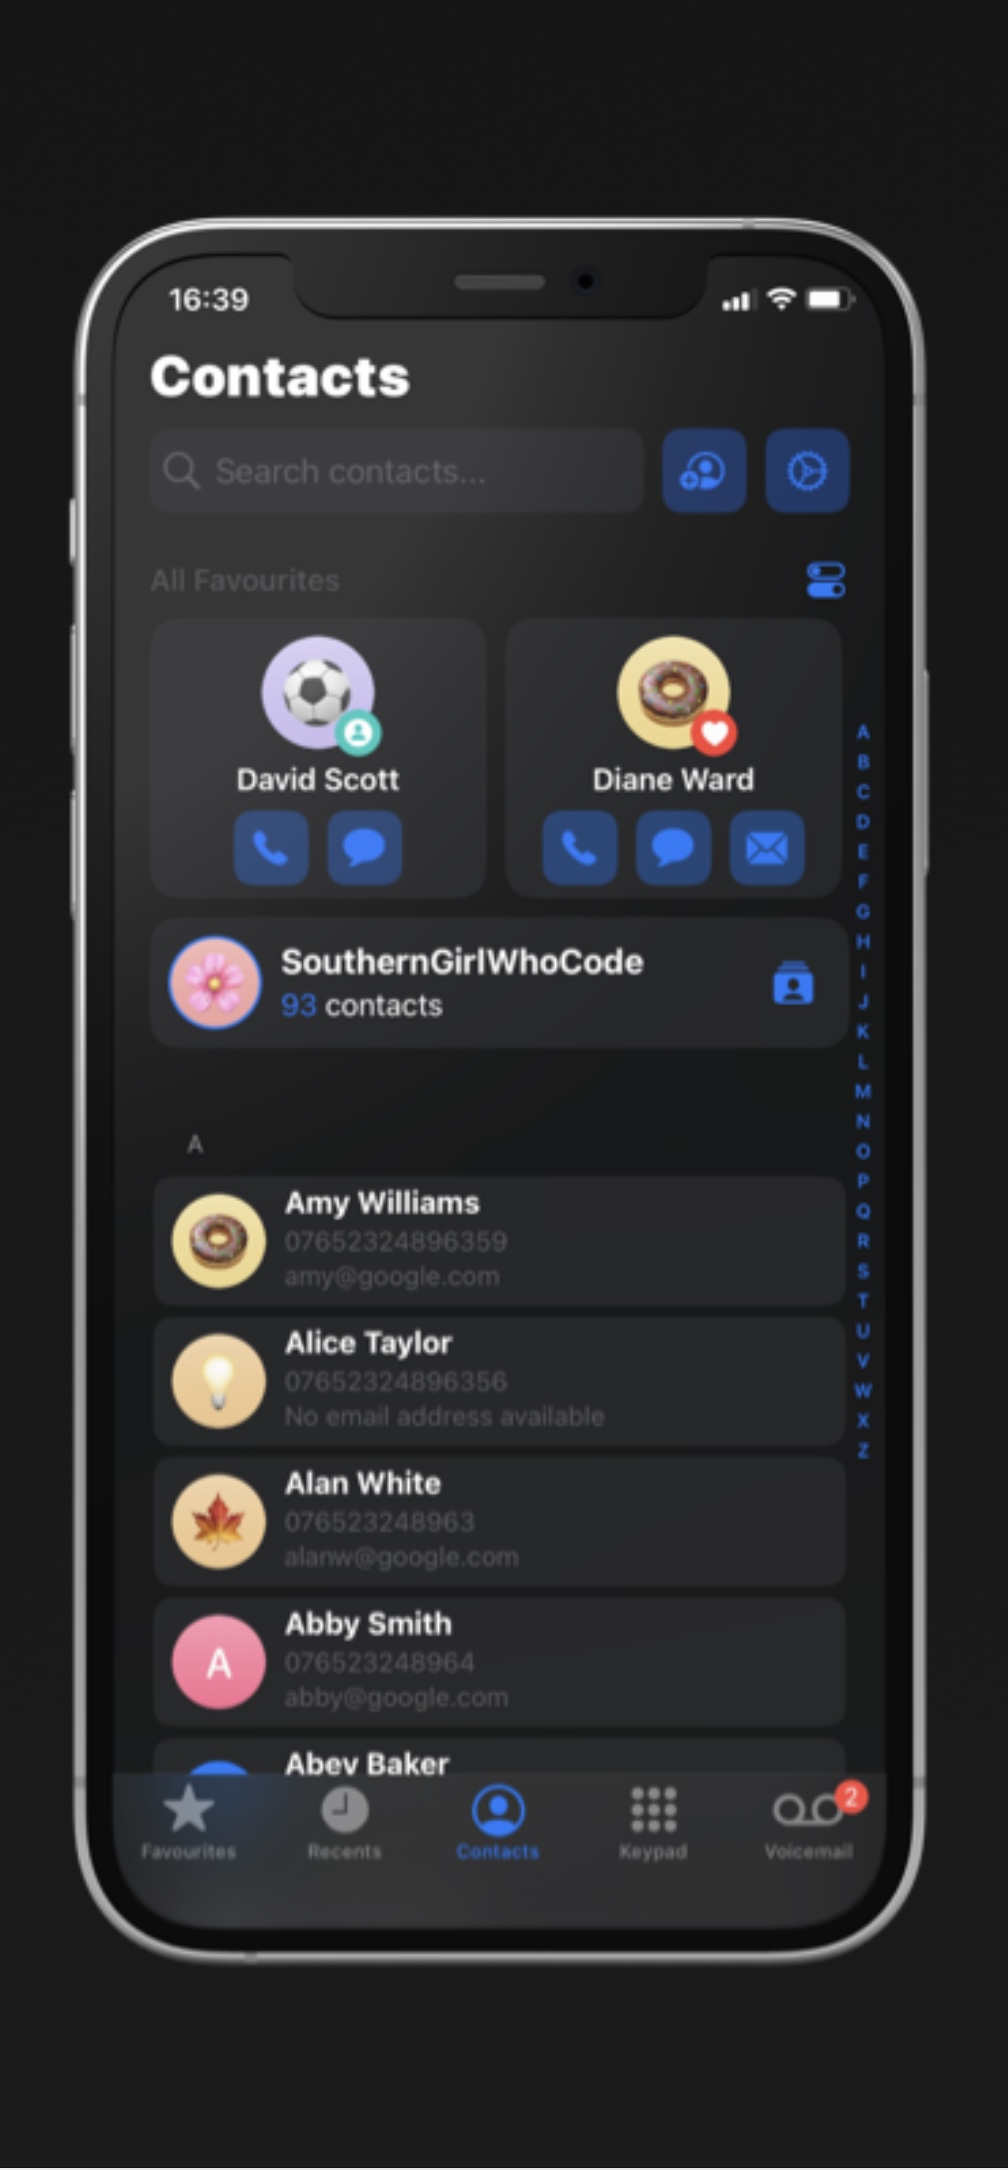 16:39
Contacts
Search contacts...
All Favourites
David Scott
Diane Ward
SouthernGirlWhoCode
93 contacts
A
B
C
D
E
F
G
H
I
J
K
L
M
N
O
P
Q
R
S
T
U
V
W
X
Z
A
Amy Williams
07652324896359
amy@google.com
Alice Taylor
07652324896356
No email address available
Alan White
076523248963
alanw@google.com
A
Abby Smith
076523248964
abby@google.com
Abey Baker
2
Favourites
Recents
Contacts
Keypad
Voicemail